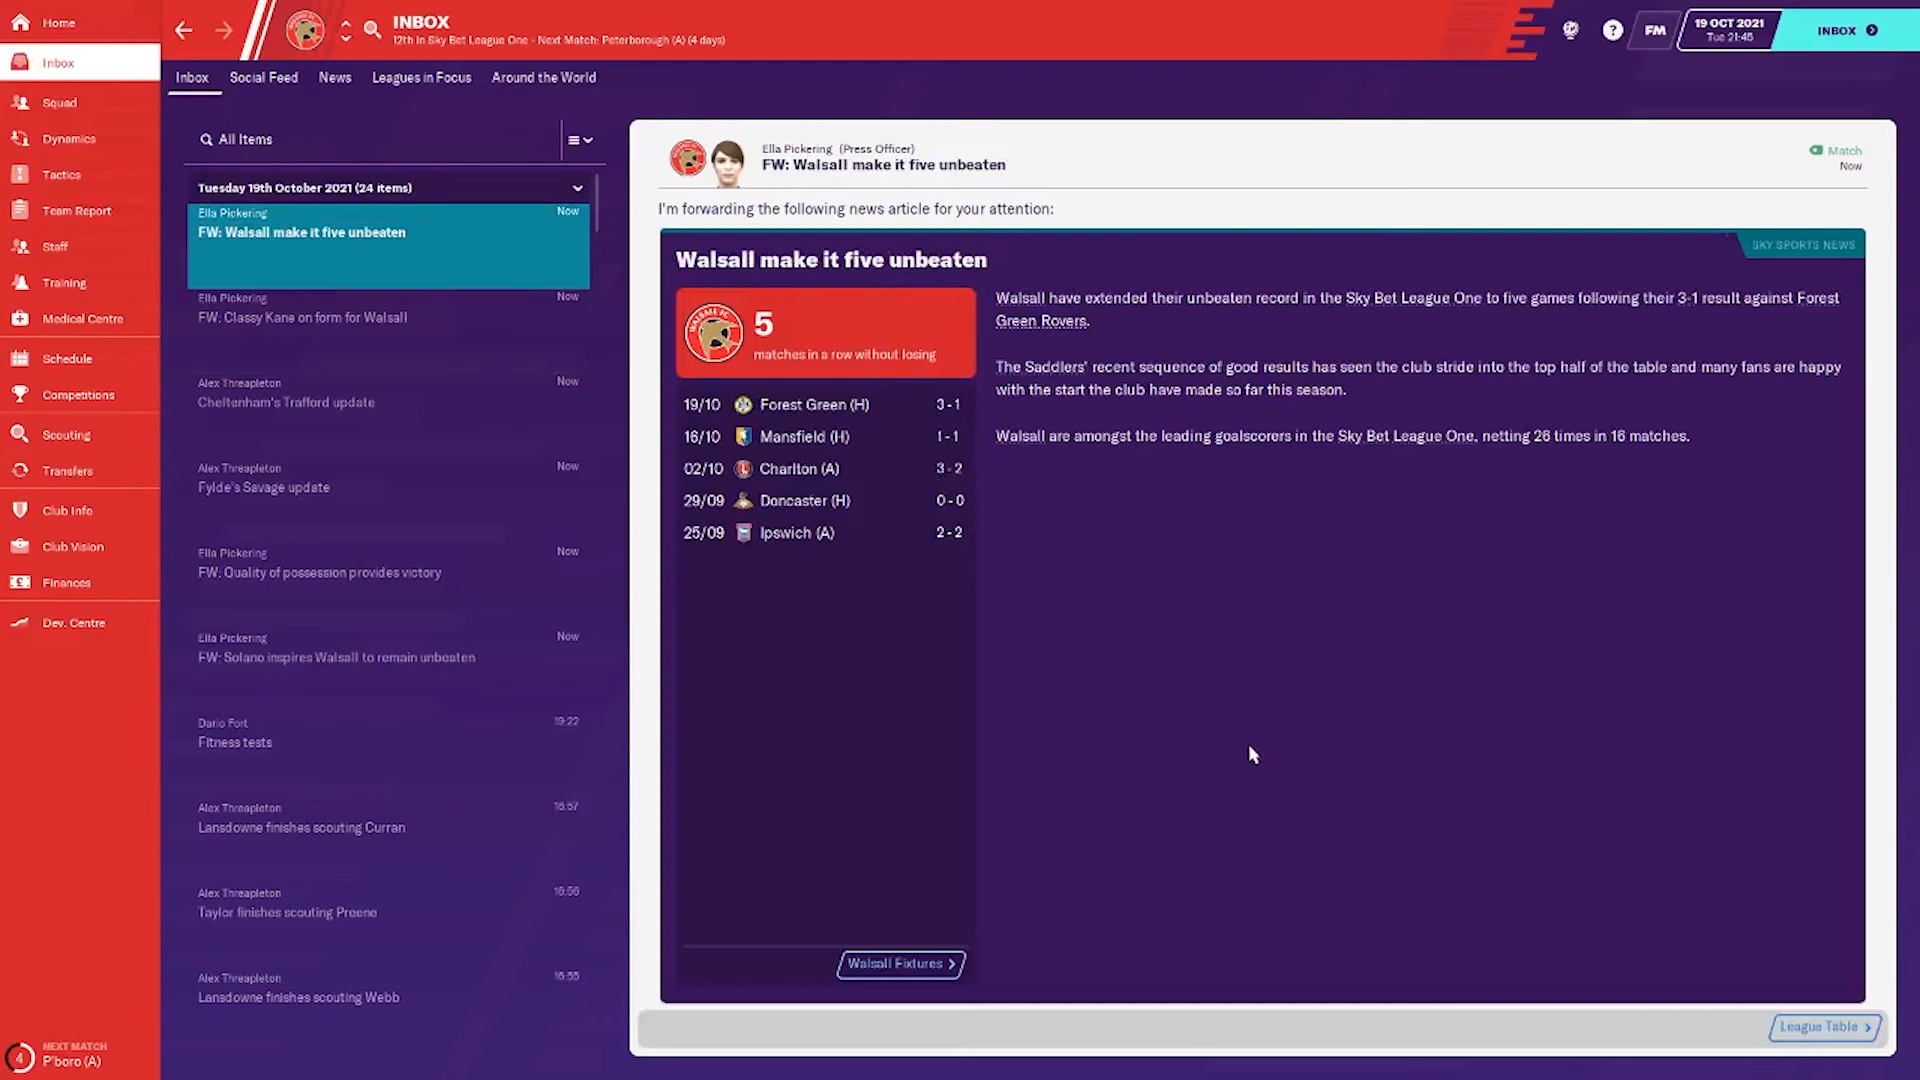 Home
Inbox
Squad
Dynamics
Tactics
Team Report
Staff
Training
Medical Centre
Schedule
Competitions
Scouting
Transfers
Club Info
Club Vision
Finances
Dev. Centre
4
NEXT MATCH
P'boro (A)
INBOX
12th in Sky Bet League One - Next Match: Peterborough (A) (4 days)
?
FM
19 OCT 2021
Tue 21:45
INBOX
Inbox Social Feed News Leagues in Focus Around the World
All Items
Tuesday 19th October 2021 (24 items)
Ella Pickering Now
FW: Walsall make it five unbeaten
Ella Pickering Now
FW: Classy Kane on form for Walsall
Alex Threapleton Now
Cheltenham's Trafford update
Alex Threapleton Now
Fylde's Savage update
Ella Pickering Now
FW: Quality of possession provides victory
Ella Pickering Now
FW: Solano inspires Walsall to remain unbeaten
Dario Fort 19:22
Fitness tests
Alex Threapleton 16:57
Lansdowne finishes scouting Curran
Alex Threapleton 16:56
Taylor finishes scouting Preene
Alex Threapleton 16:55
Lansdowne finishes scouting Webb
Ella Pickering (Press Officer)
FW: Walsall make it five unbeaten
Match
Now
I'm forwarding the following news article for your attention:
SKY SPORTS NEWS
Walsall make it five unbeaten
WALSALL FC
5
matches in a row without losing
19/10 Forest Green (H) 3-1
16/10 Mansfield (H) 1-1
02/10 Charlton (A) 3-2
29/09 Doncaster (H) 0-0
25/09 Ipswich (A) 2-2
Walsall Fixtures
Walsall have extended their unbeaten record in the Sky Bet League One to five games following their 3-1 result against Forest
Green Rovers.
The Saddlers' recent sequence of good results has seen the club stride into the top half of the table and many fans are happy
with the start the club have made so far this season.
Walsall are amongst the leading goalscorers in the Sky Bet League One, netting 26 times in 16 matches.
League Table